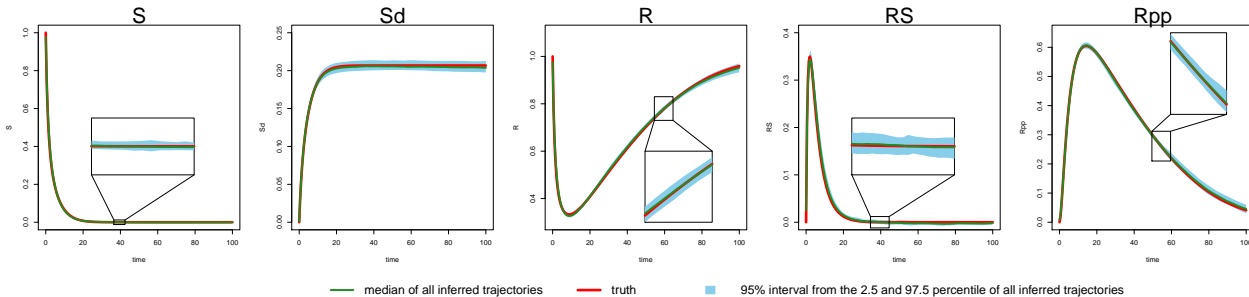 S
Sd
R
RS
Rpp
1.0
0.8
0.6
0.4
0.2
0.0
S
0 20 40 60 80 100
time
0.25
0.20
0.15
0.10
0.05
0.00
Sd
0 20 40 60 80 100
time
1.0
0.8
0.6
0.4
R
0 20 40 60 80 100
time
0.4
0.3
0.2
0.1
0.0
RS
0 20 40 60 80 100
time
0.6
0.5
0.4
0.3
0.2
0.1
0.0
Rpp
0 20 40 60 80 100
time
median of all inferred trajectories
truth
95% interval from the 2.5 and 97.5 percentile of all inferred trajectories